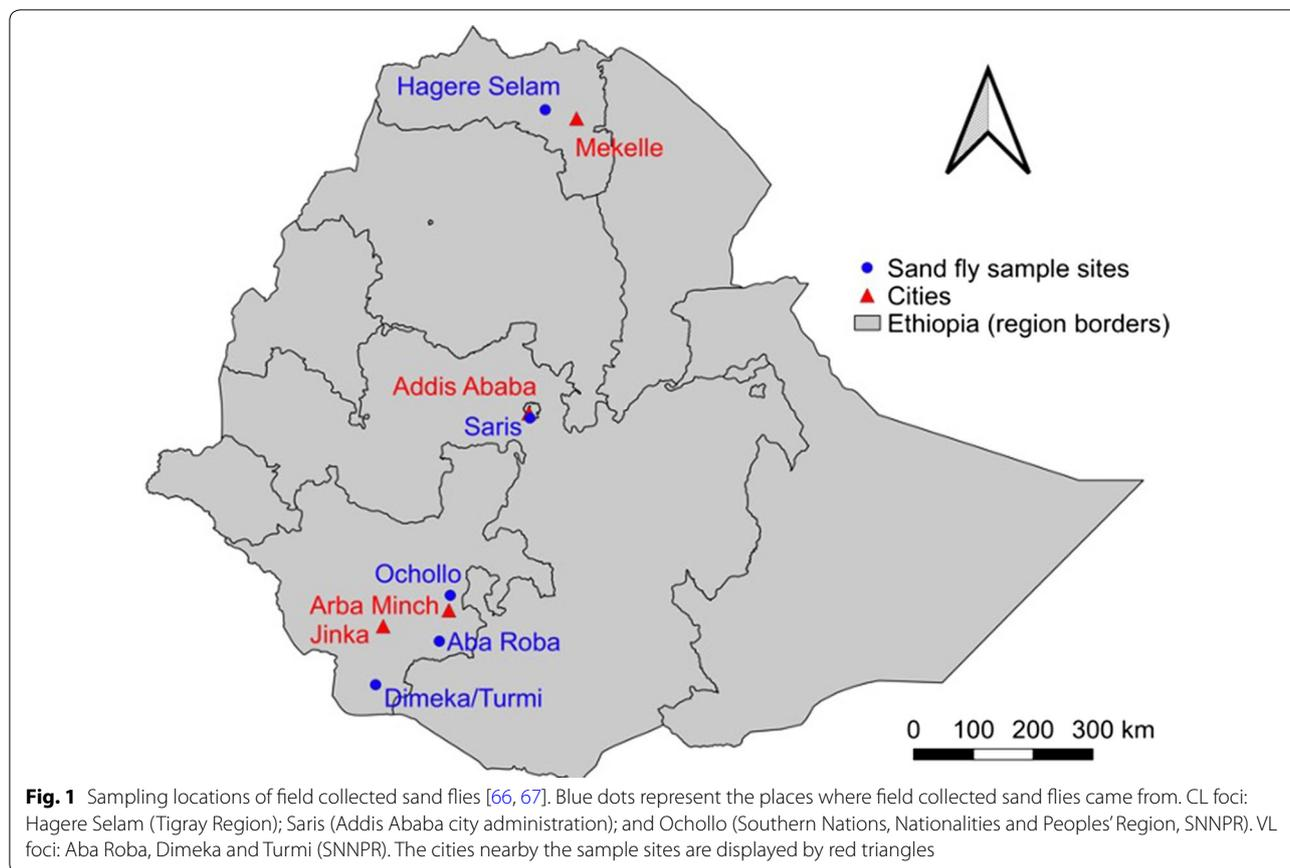 Hagere Selam
Mekelle
Sand fly sample sites
Cities
Ethiopia (region borders)
Addis Ababa
Saris
Ochollo
Arba Minch
Jinka
Aba Roba
Dimeka/Turmi
0 100 200 300 km
Fig. 1 Sampling locations of field collected sand flies [66, 67]. Blue dots represent the places where field collected sand flies came from. CL foci:
Hagere Selam (Tigray Region); Saris (Addis Ababa city administration); and Ochollo (Southern Nations, Nationalities and Peoples’ Region, SNNPR). VL
foci: Aba Roba, Dimeka and Turmi (SNNPR). The cities nearby the sample sites are displayed by red triangles